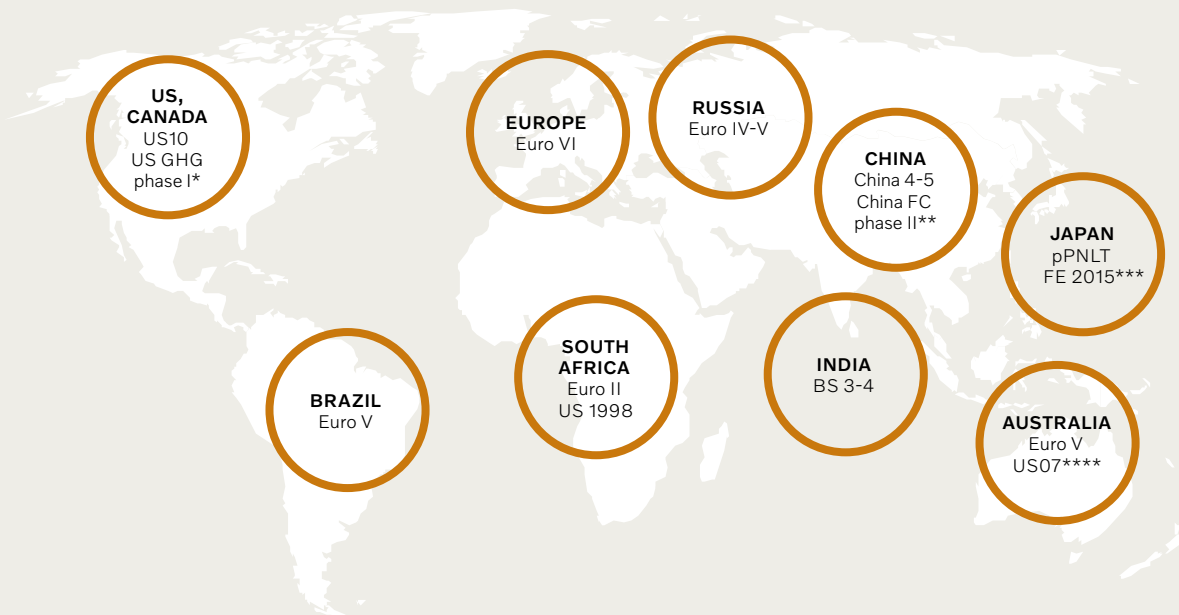 US,
CANADA
US10
US GHG
phase I*
EUROPE
Euro VI
RUSSIA
Euro IV-V
CHINA
China 4-5
China FC
phase II**
JAPAN
pPNLT
FE 2015***
BRAZIL
Euro V
SOUTH
AFRICA
Euro II
US 1998
INDIA
BS 3-4
AUSTRALIA
Euro V
US07****